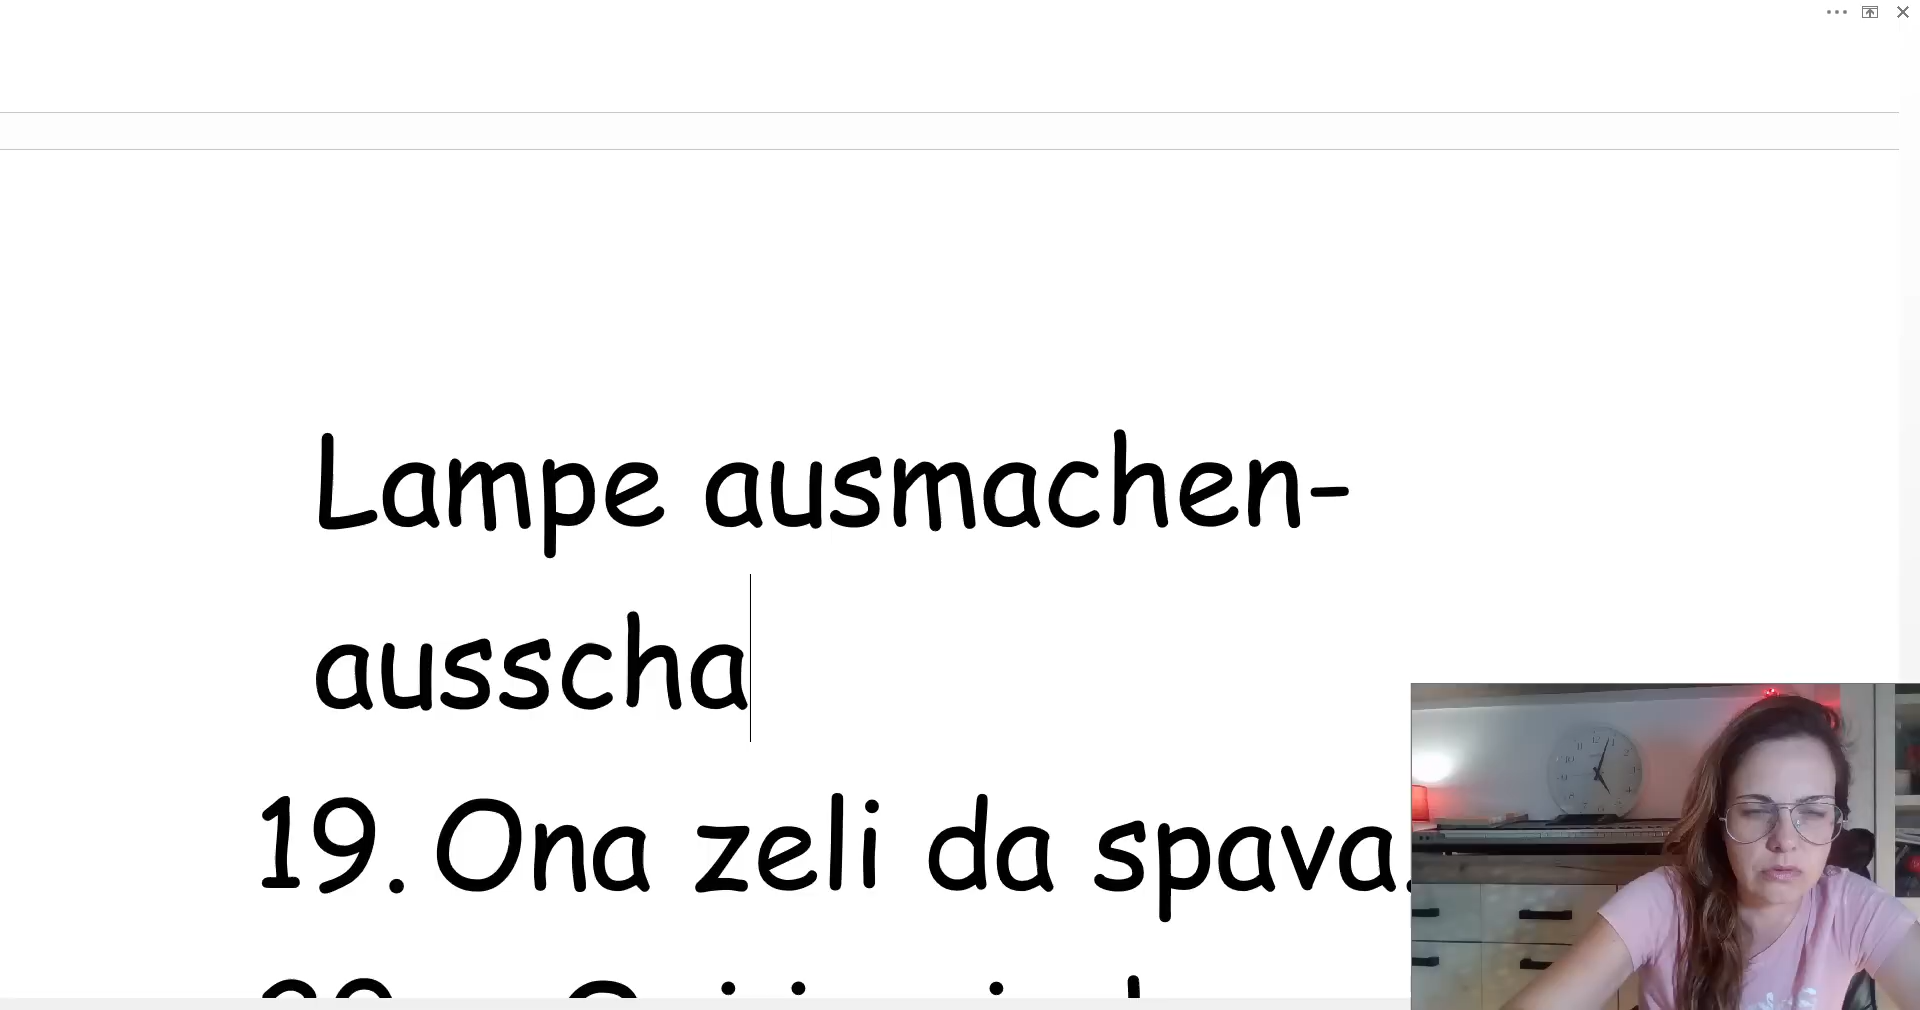 Lampe ausmachen-
ausscha
19. Ona zeli da spava.